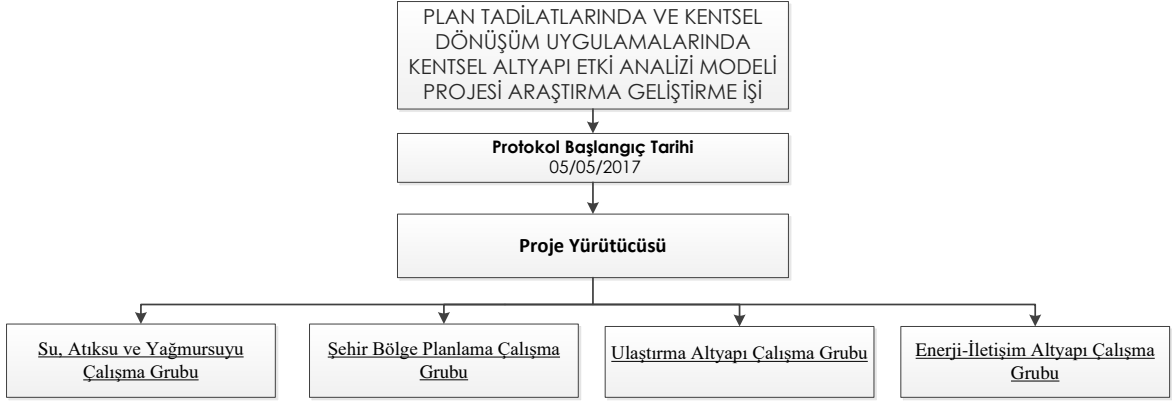 PLAN TADİLATLARINDA VE KENTSEL
DÖNÜŞÜM UYGULAMALARINDA
KENTSEL ALTYAPI ETKİ ANALİZİ MODELİ
PROJESİ ARAŞTIRMA GELİŞTİRME İŞİ
Protokol Başlangıç Tarihi
05/05/2017
Proje Yürütücüsü
Su, Atıksu ve Yağmursuyu
Çalışma Grubu
Şehir Bölge Planlama Çalışma
Grubu
Ulaştırma Altyapı Çalışma Grubu
Enerji-İletişim Altyapı Çalışma
Grubu